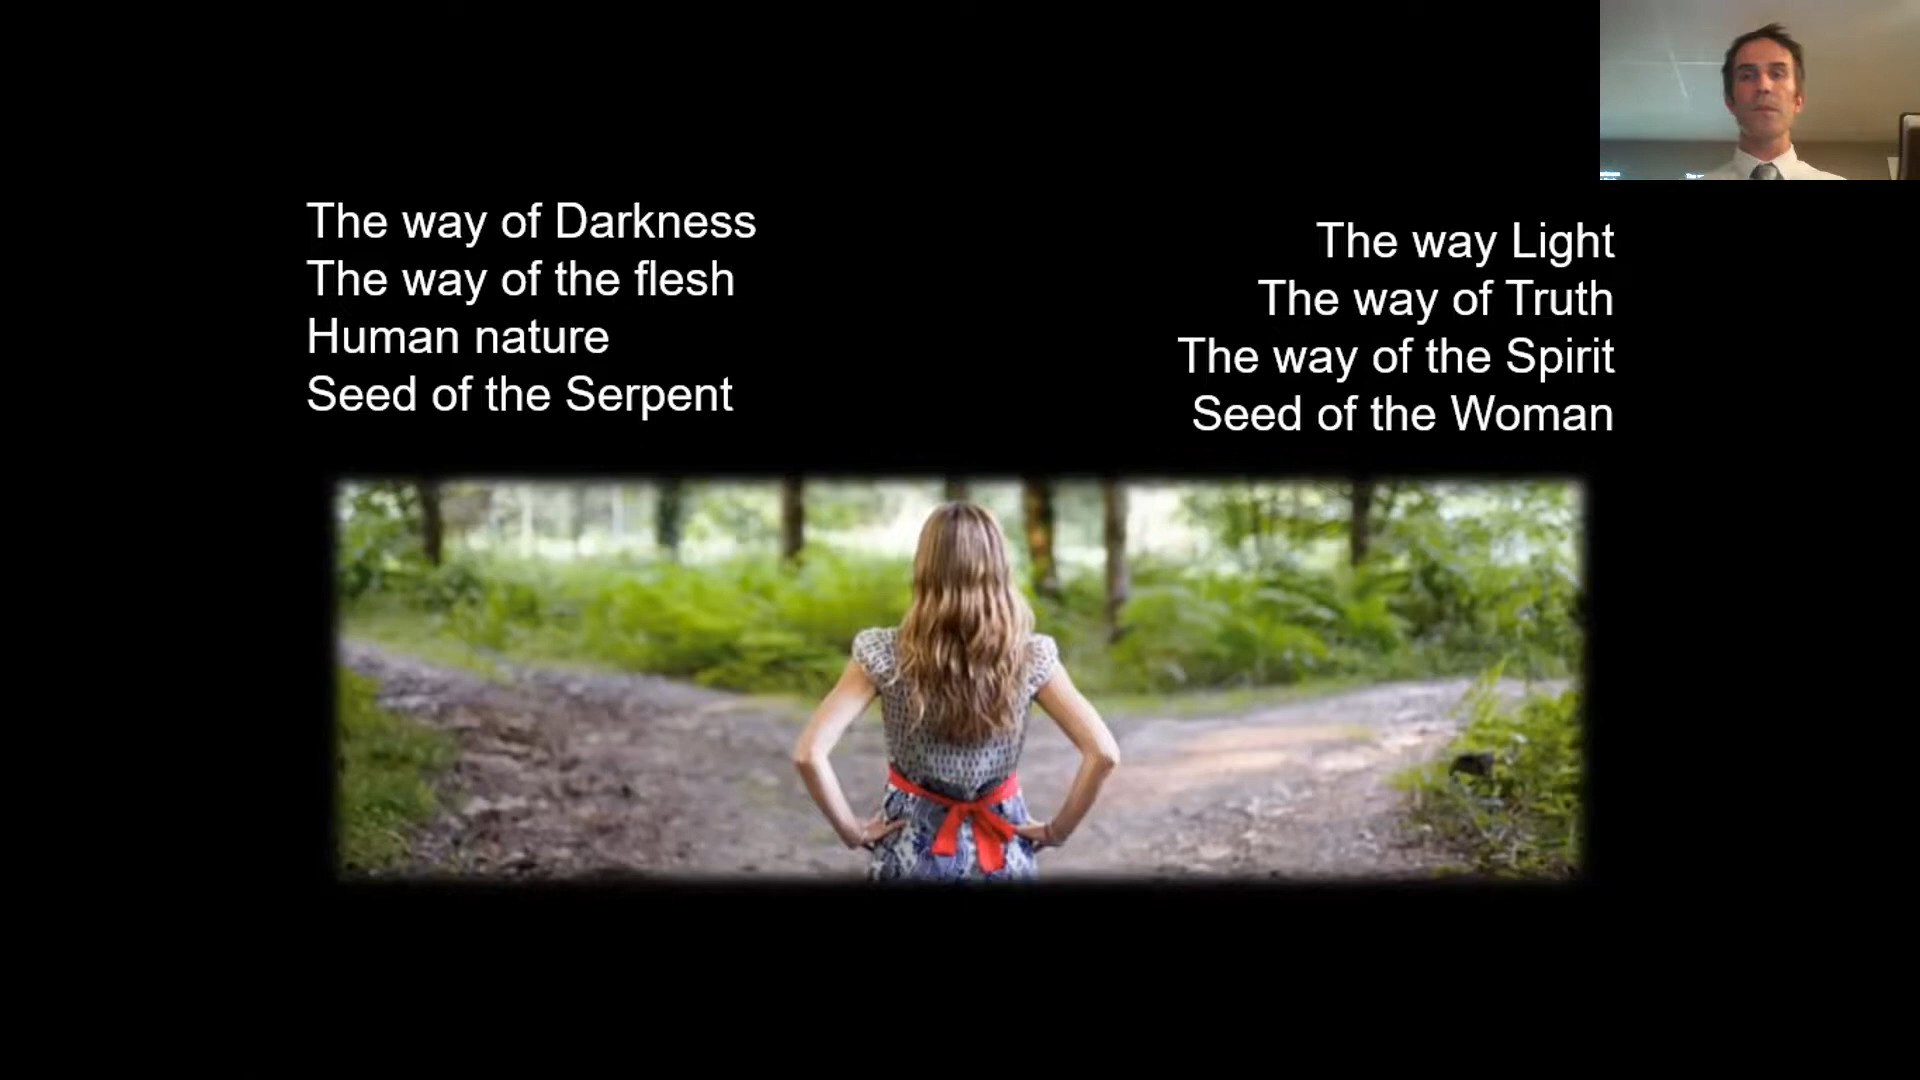 The way of Darkness
The way of the flesh
Human nature
Seed of the Serpent
The way Light
The way of Truth
The way of the Spirit
Seed of the Woman